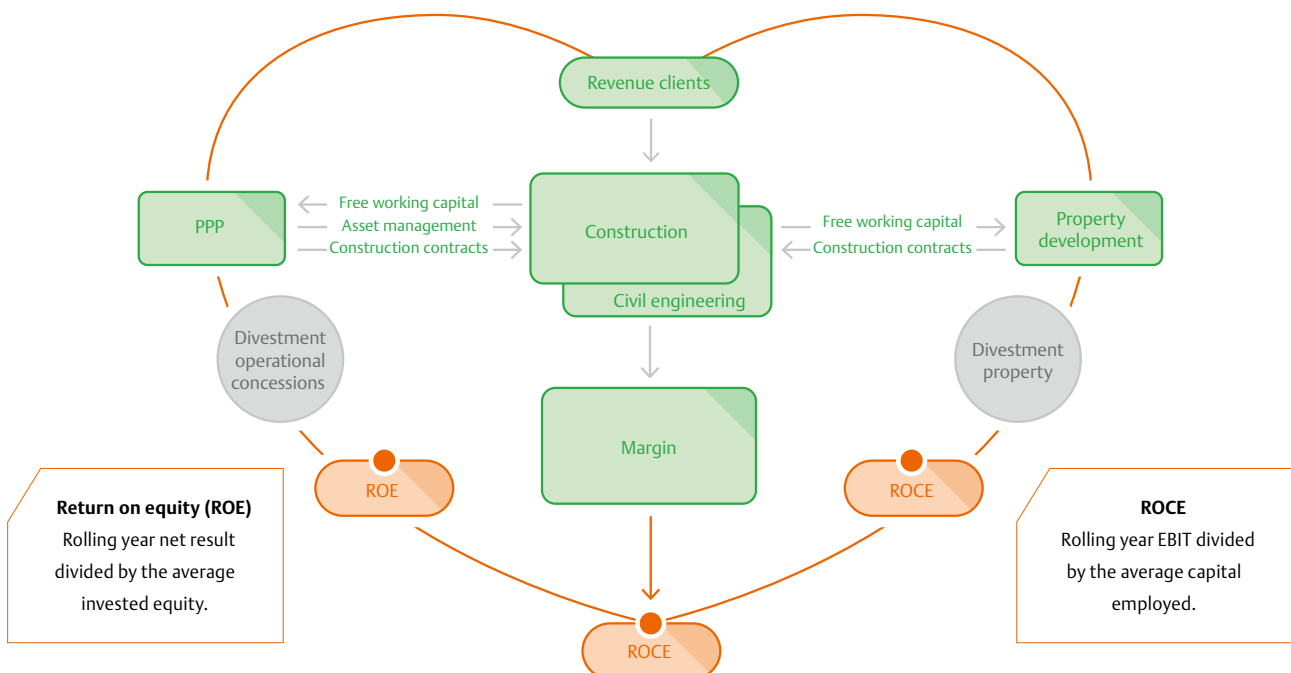 Revenue clients
Free working capital
Asset management
Construction contracts
PPP
Construction
Civil engineering
Free working capital
Construction contracts
Property
development
Divestment
operational
concessions
Divestment
property
Margin
ROE
ROCE
Return on equity (ROE)
Rolling year net result
divided by the average
invested equity.
ROCE
Rolling year EBIT divided
by the average capital
employed.
ROCE